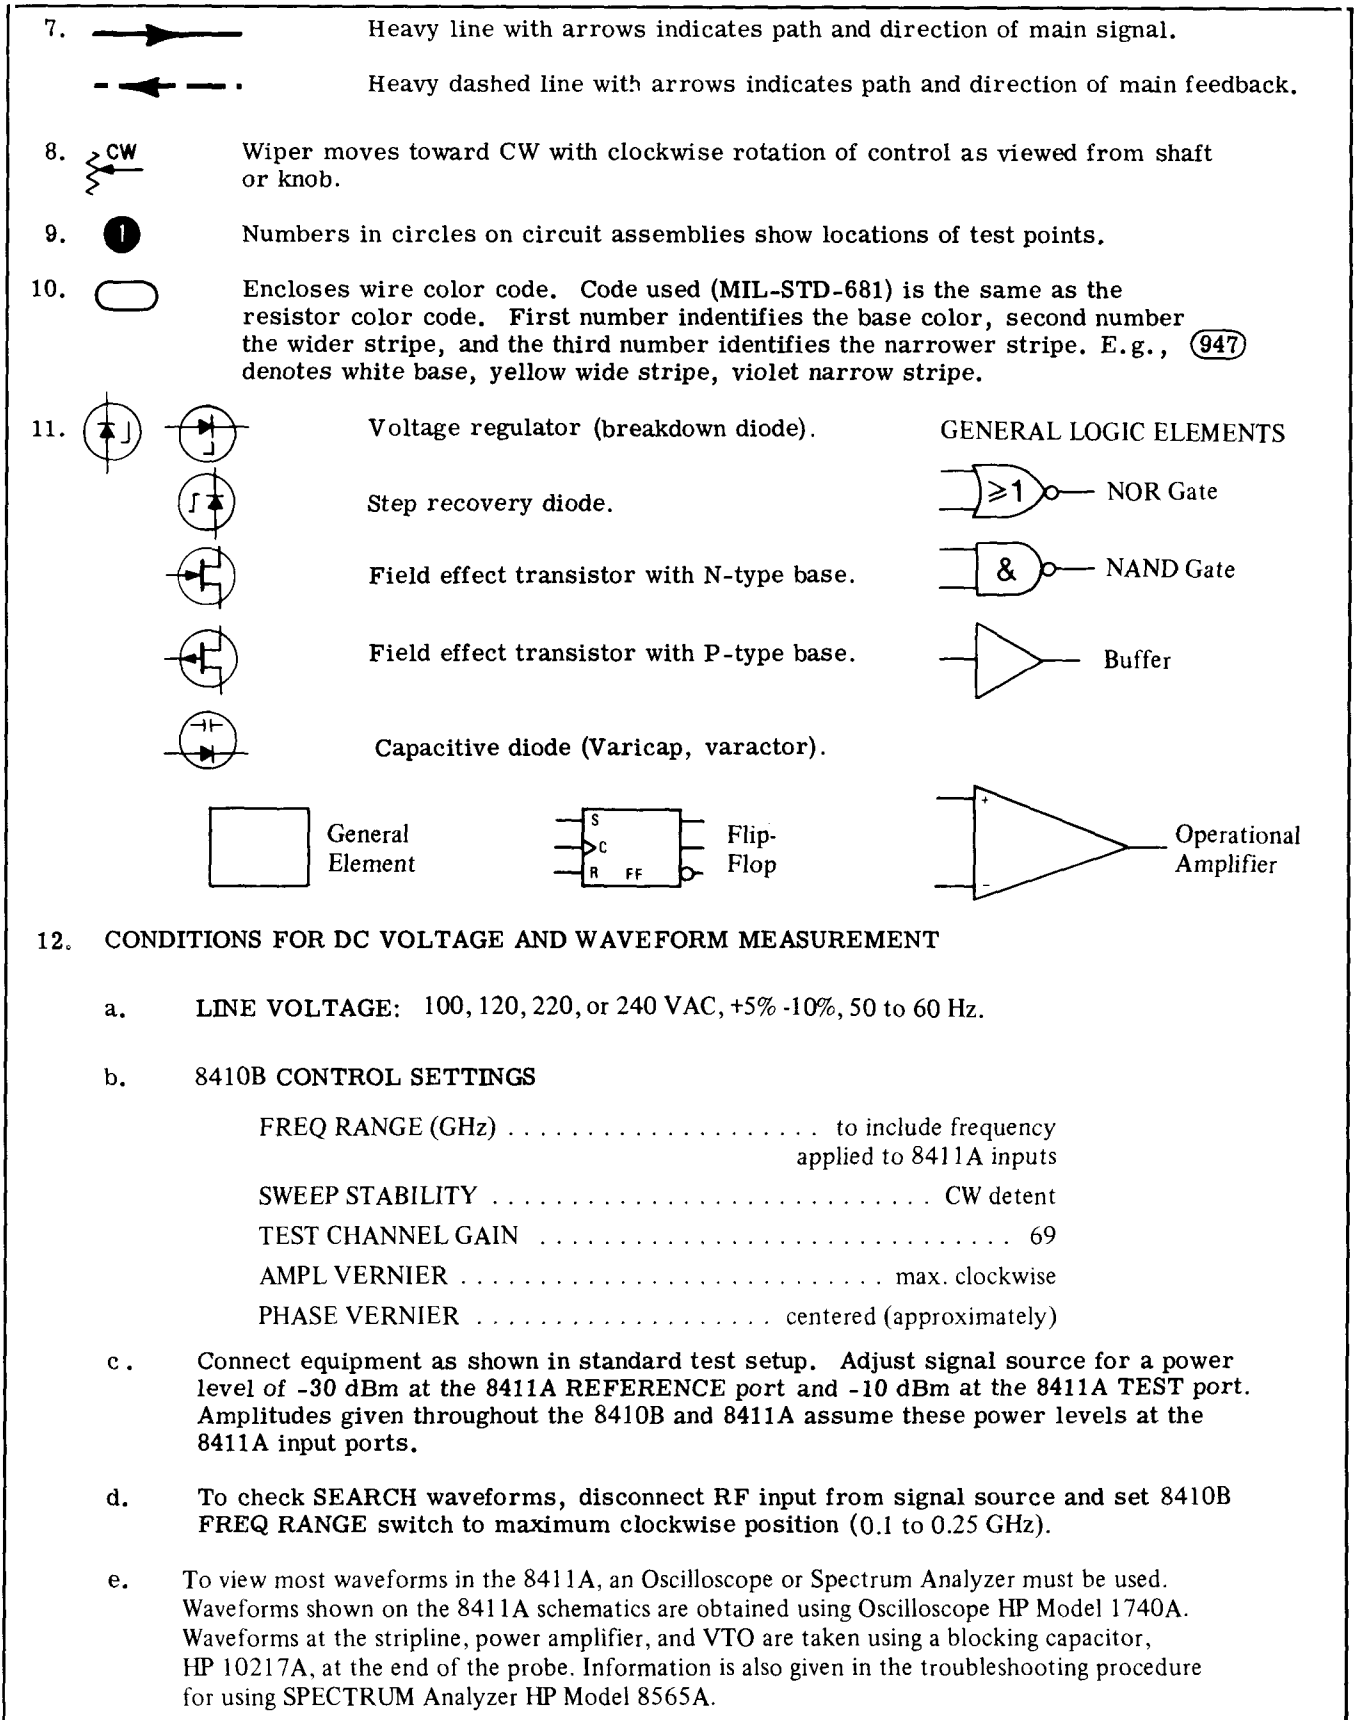 7. Heavy line with arrows indicates path and direction of main signal.
Heavy dashed line with arrows indicates path and direction of main feedback.
8. CW Wiper moves toward CW with clockwise rotation of control as viewed from shaft
or knob.
9. 1 Numbers in circles on circuit assemblies show locations of test points.
10. Encloses wire color code. Code used (MIL-STD-681) is the same as the
resistor color code. First number indentifies the base color, second number
the wider stripe, and the third number identifies the narrower stripe. E.g., 947
denotes white base, yellow wide stripe, violet narrow stripe.
11. Voltage regulator (breakdown diode). GENERAL LOGIC ELEMENTS
Step recovery diode. ≥1 NOR Gate
Field effect transistor with N-type base. & NAND Gate
Field effect transistor with P-type base. Buffer
Capacitive diode (Varicap, varactor).
General
Element
S
C
R FF
Flip-
Flop
+
-
Operational
Amplifier
12. CONDITIONS FOR DC VOLTAGE AND WAVEFORM MEASUREMENT
a. LINE VOLTAGE: 100, 120, 220, or 240 VAC, +5% -10%, 50 to 60 Hz.
b. 8410B CONTROL SETTINGS
FREQ RANGE (GHz) . . . . . . . . . . . . . . . . . . . . . to include frequency
applied to 8411A inputs
SWEEP STABILITY . . . . . . . . . . . . . . . . . . . . . . . . . . . . . CW detent
TEST CHANNEL GAIN . . . . . . . . . . . . . . . . . . . . . . . . . . . . . . . 69
AMPL VERNIER . . . . . . . . . . . . . . . . . . . . . . . . . . . . max. clockwise
PHASE VERNIER . . . . . . . . . . . . . . . . . . . . centered (approximately)
c. Connect equipment as shown in standard test setup. Adjust signal source for a power
level of -30 dBm at the 8411A REFERENCE port and -10 dBm at the 8411A TEST port.
Amplitudes given throughout the 8410B and 8411A assume these power levels at the
8411A input ports.
d. To check SEARCH waveforms, disconnect RF input from signal source and set 8410B
FREQ RANGE switch to maximum clockwise position (0.1 to 0.25 GHz).
e. To view most waveforms in the 8411A, an Oscilloscope or Spectrum Analyzer must be used.
Waveforms shown on the 8411A schematics are obtained using Oscilloscope HP Model 1740A.
Waveforms at the stripline, power amplifier, and VTO are taken using a blocking capacitor,
HP 10217A, at the end of the probe. Information is also given in the troubleshooting procedure
for using SPECTRUM Analyzer HP Model 8565A.